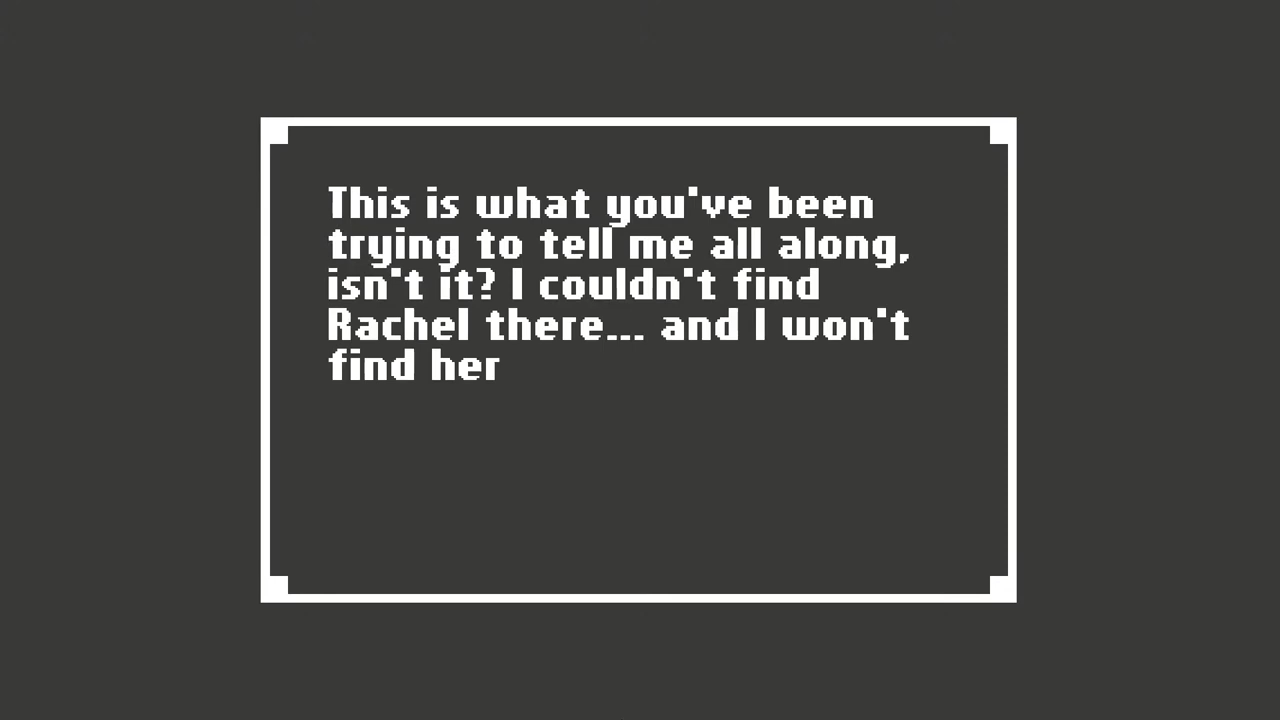 This is what you've been
trying to tell me all along,
isn't it? I couldn't find
Rachel there... and I won't
find her